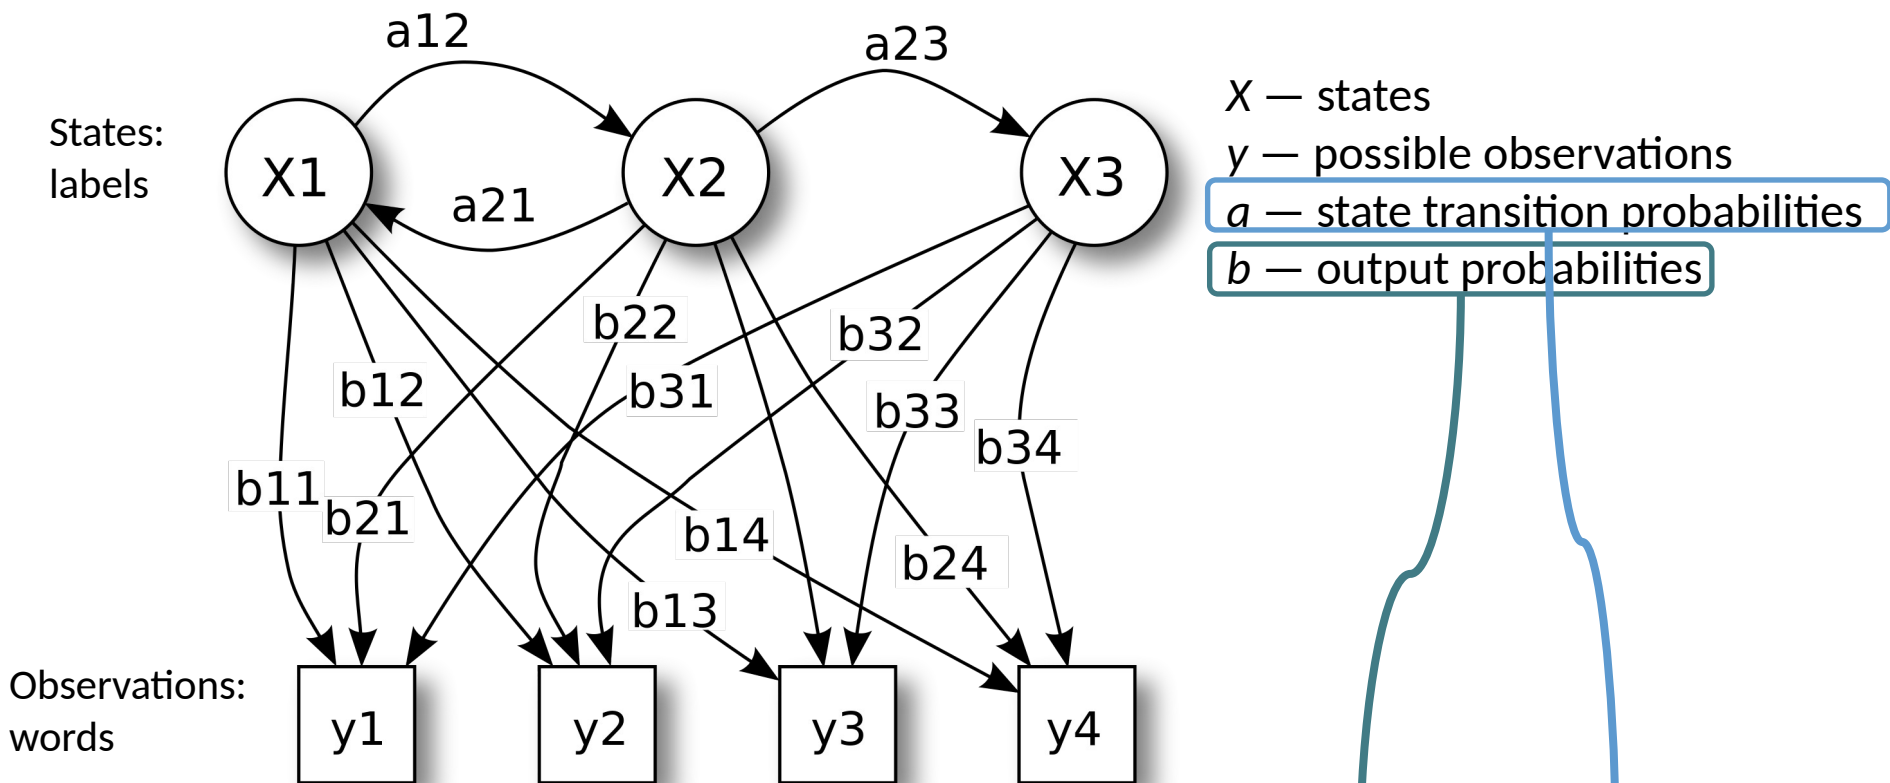 a12
a23
States:
labels
X1
X2
X3
a21
X — states
y — possible observations
a — state transition probabilities
b — output probabilities
b22
b32
b12
b31
b33
b34
b11
b21
b14
b24
b13
Observations:
words
y1
y2
y3
y4